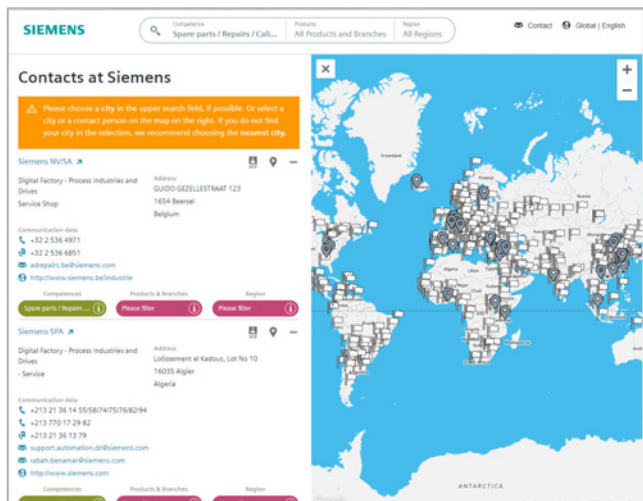 SIEMENS
Competence
Spare parts / Repairs / Cali...
Products
All Products and Branches
Region
All Regions
Contact
Global | English
Contacts at Siemens
Please choose a city in the upper search field, if possible. Or select a
city or a contact person on the map on the right. If you do not find
your city in the selection, we recommend choosing the nearest city.
Siemens NV/SA
Digital Factory - Process Industries and
Drives
Service Shop
Address
GUIDO GEZELLESTRAAT 123
1654 Beersel
Belgium
Communication data
+32 2 536 4971
+32 2 536 6851
adrepairs.be@siemens.com
http://www.siemens.be/industrie
Competences
Products & Branches
Region
Spare parts / Repairs ...
Please filter
Please filter
Siemens SPA
Digital Factory - Process Industries and
Drives
- Service
Address
Lotissement el Kadous, Lot No 10
16035 Algier
Algeria
Communication data
+213 21 36 14 55/58/74/75/76/82/94
+213 770 17 29 82
+213 21 36 13 79
support.automation.dz@siemens.com
rabah.benamar@siemens.com
http://www.siemens.com
Competences
Products & Branches
Region
Greenland
Finland
Russia
Algeria
Libya
ANTARCTICA